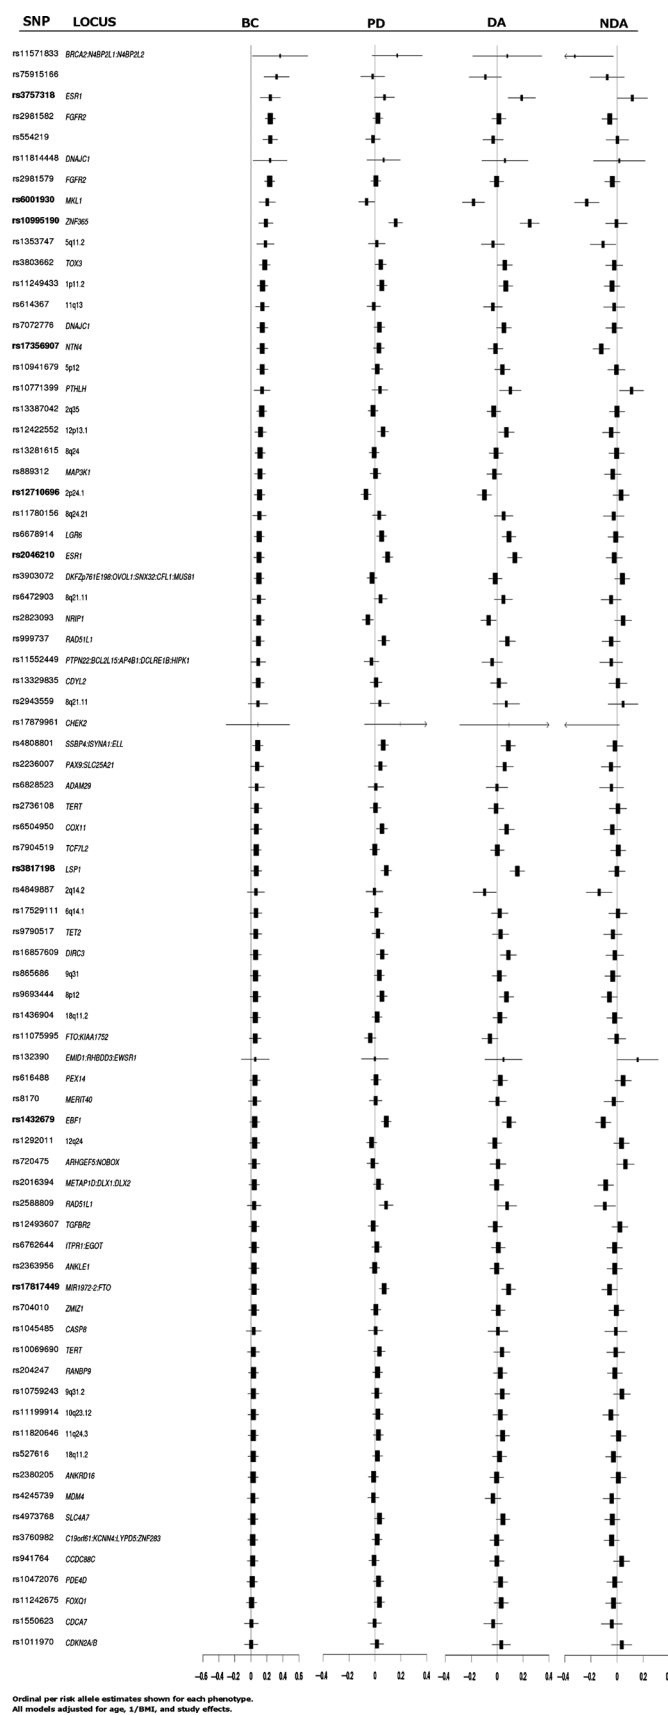 SNP LOCUS BC PD DA NDA
rs11571833 BRCA2:N4BP2L1:N4BP2L2
rs75915166
rs3757318 ESR1
rs2981582 FGFR2
rs554219
rs11814448 DNAJC1
rs2981579 FGFR2
rs6001930 MKL1
rs10995190 ZNF365
rs1353747 5q11.2
rs3803662 TOX3
rs11249433 1p11.2
rs614367 11q13
rs7072776 DNAJC1
rs17356907 NTN4
rs10941679 5p12
rs10771399 PTHLH
rs13387042 2q35
rs12422552 12p13.1
rs13281615 8q24
rs889312 MAP3K1
rs12710696 2p24.1
rs11780156 8q24.21
rs6678914 LGR6
rs2046210 ESR1
rs3903072 DKFZp761E198:OVOL1:SNX32:CFL1:MUS81
rs6472903 8q21.11
rs2823093 NRIP1
rs999737 RAD51L1
rs11552449 PTPN22:BCL2L15:AP4B1:DCLRE1B:HIPK1
rs13329835 CDYL2
rs2943559 8q21.11
rs17879961 CHEK2
rs4808801 SSBP4:ISYNA1:ELL
rs2236007 PAX9:SLC25A21
rs6828523 ADAM29
rs2736108 TERT
rs6504950 COX11
rs7904519 TCF7L2
rs3817198 LSP1
rs4849887 2q14.2
rs17529111 6q14.1
rs9790517 TET2
rs16857609 DIRC3
rs865686 9q31
rs9693444 8p12
rs1436904 18q11.2
rs11075995 FTO:KIAA1752
rs132390 EMID1:RHBDD3:EWSR1
rs616488 PEX14
rs8170 MERIT40
rs1432679 EBF1
rs1292011 12q24
rs720475 ARHGEF5:NOBOX
rs2016394 METAP1D:DLX1:DLX2
rs2588809 RAD51L1
rs12493607 TGFBR2
rs6762644 ITPR1:EGOT
rs2363956 ANKLE1
rs17817449 MIR1972-2:FTO
rs704010 ZMIZ1
rs1045485 CASP8
rs10069690 TERT
rs204247 RANBP9
rs10759243 9q31.2
rs11199914 10q23.12
rs11820646 11q24.3
rs527616 18q11.2
rs2380205 ANKRD16
rs4245739 MDM4
rs4973768 SLC4A7
rs3760982 C19orf61:KCNN4:LYPD5:ZNF283
rs941764 CCDC88C
rs10472076 PDE4D
rs11242675 FOXQ1
rs1550623 CDCA7
rs1011970 CDKN2A/B
−0.6 −0.4 −0.2 0 0.2 0.4 0.6 −0.4 −0.2 0 0.2 0.4 −0.4 −0.2 0 0.2 0.4 −0.4 −0.2 0 0.2 0.4
Ordinal per risk allele estimates shown for each phenotype.
All models adjusted for age, 1/BMI, and study effects.